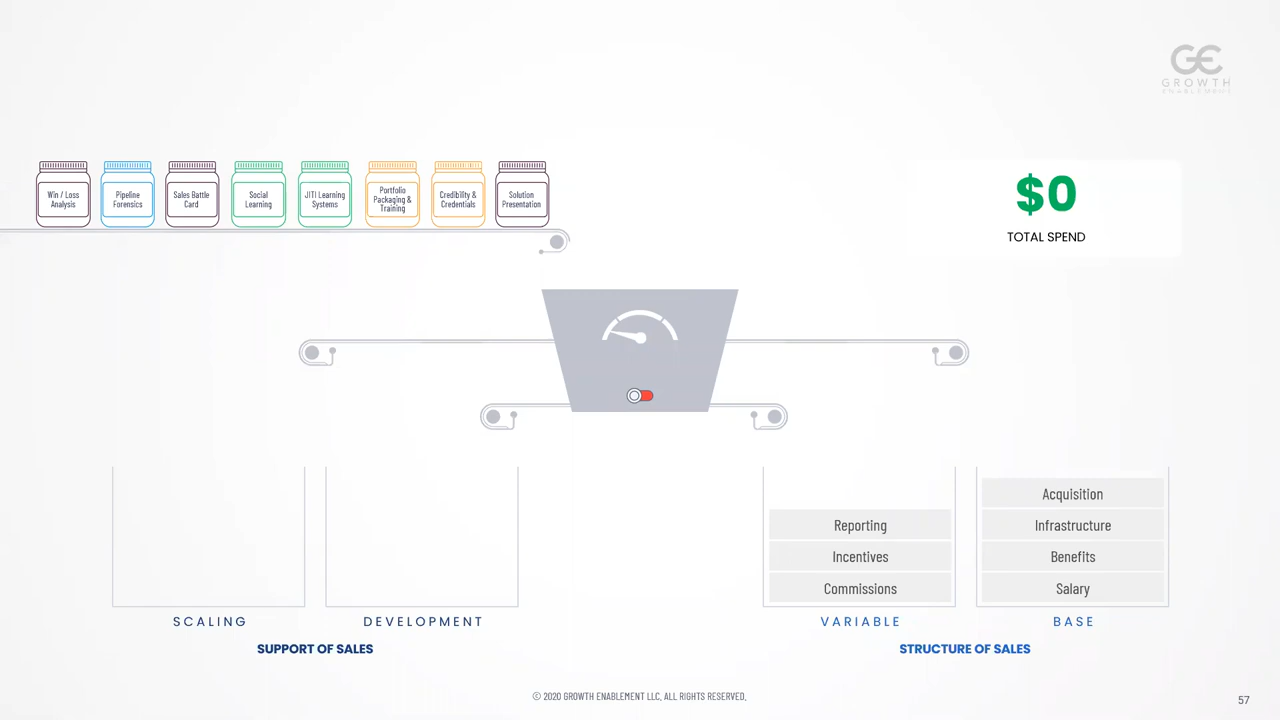 GE
GROWTH
ENABLEMENT
Win / Loss
Analysis
Pipeline
Forensics
Sales Battle
Card
Social
Learning
JITI Learning
Systems
Portfolio
Packaging &
Training
Credibility &
Credentials
Solution
Presentation
$0
TOTAL SPEND
Reporting
Incentives
Commissions
Acquisition
Infrastructure
Benefits
Salary
SCALING
DEVELOPMENT
VARIABLE
BASE
SUPPORT OF SALES
STRUCTURE OF SALES
© 2020 GROWTH ENABLEMENT LLC. ALL RIGHTS RESERVED.
57